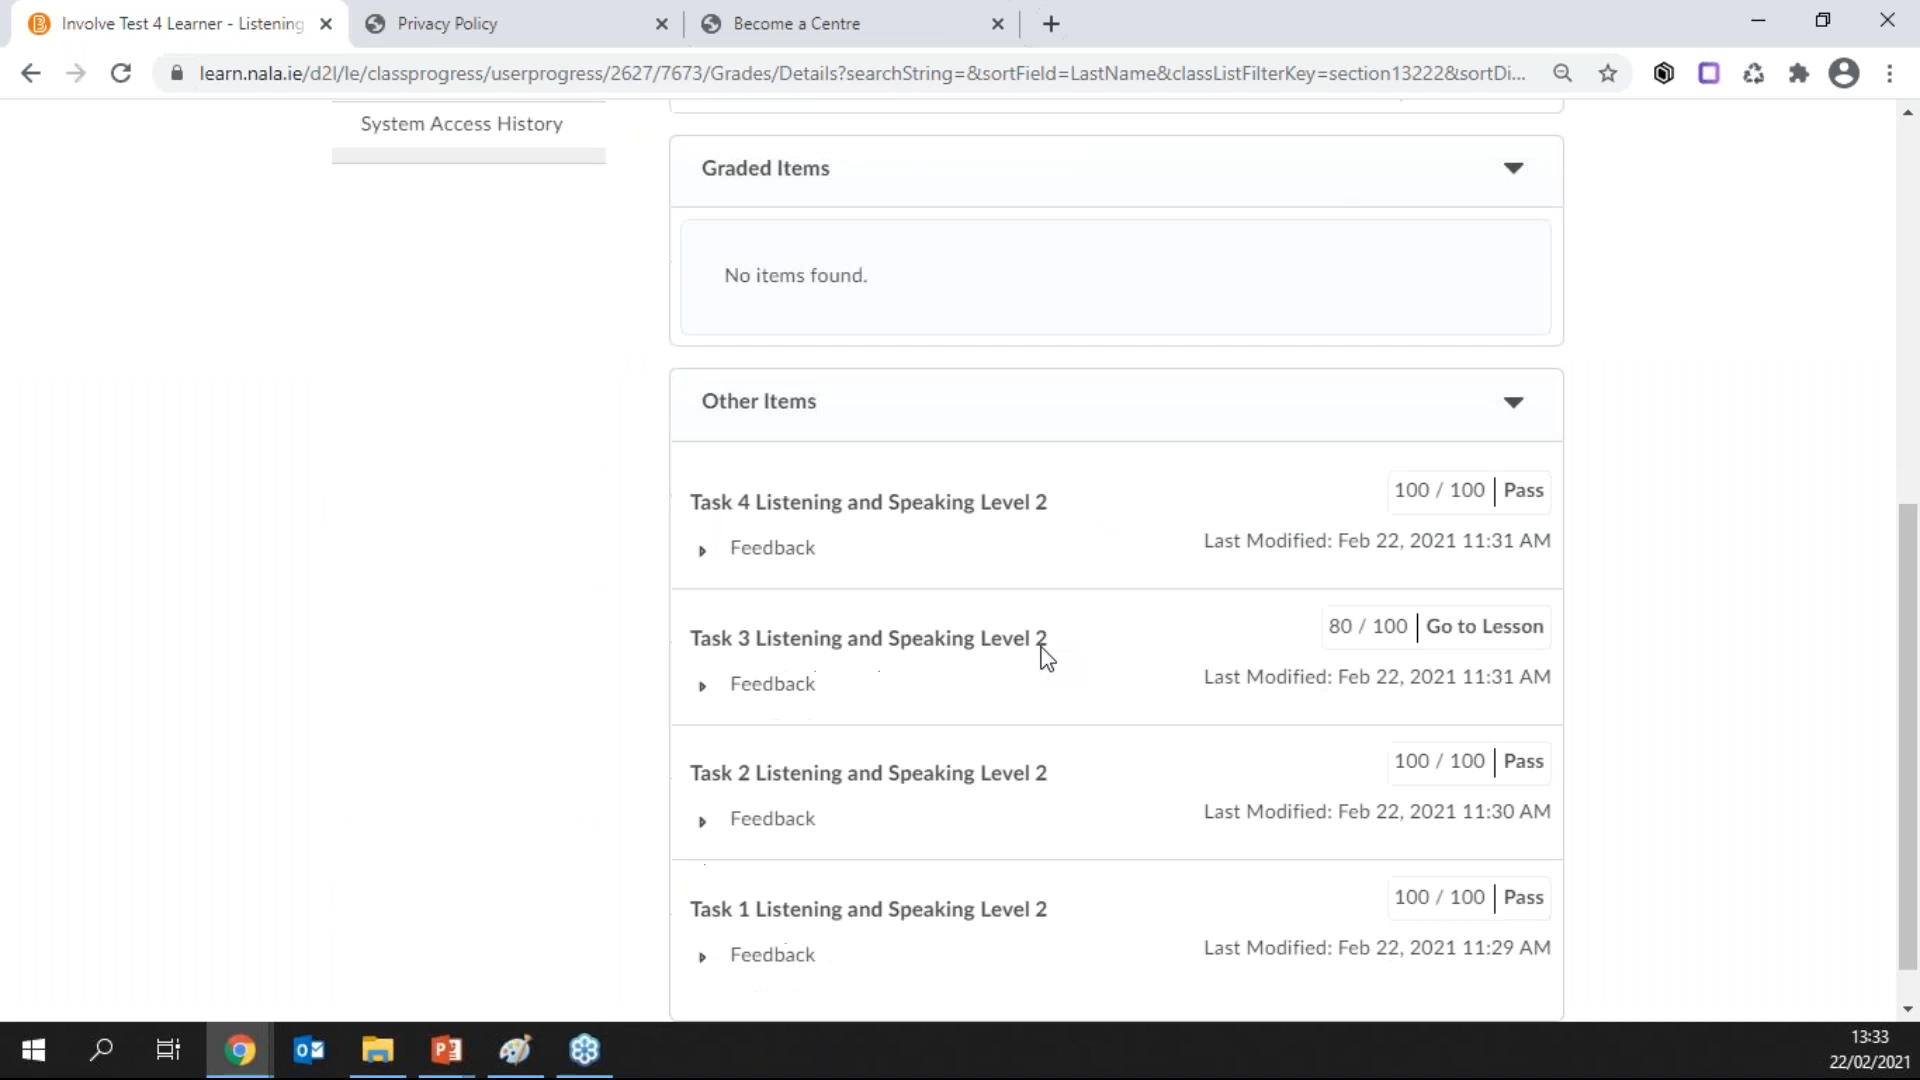 Involve Test 4 Learner - Listening
Privacy Policy
Become a Centre
learn.nala.ie/d2l/le/classprogress/userprogress/2627/7673/Grades/Details?searchString=&sortField=LastName&classListFilterKey=section13222&sortDi...
System Access History
Graded Items
No items found.
Other Items
Task 4 Listening and Speaking Level 2
100 / 100 | Pass
Feedback
Last Modified: Feb 22, 2021 11:31 AM
Task 3 Listening and Speaking Level 2
80 / 100 | Go to Lesson
Feedback
Last Modified: Feb 22, 2021 11:31 AM
Task 2 Listening and Speaking Level 2
100 / 100 | Pass
Feedback
Last Modified: Feb 22, 2021 11:30 AM
Task 1 Listening and Speaking Level 2
100 / 100 | Pass
Feedback
Last Modified: Feb 22, 2021 11:29 AM
13:33
22/02/2021